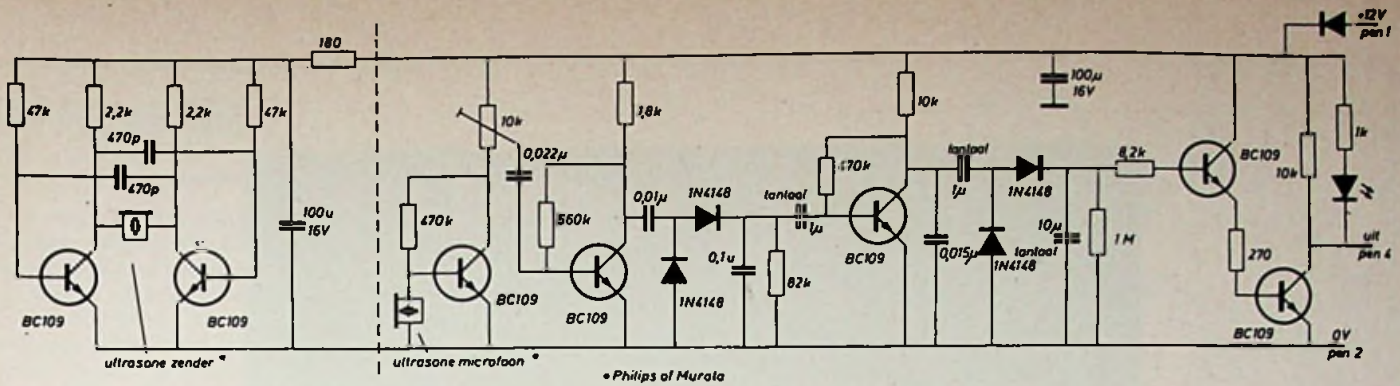 +12V
pen 1
180
47k
2,2k
2,2k
47k
470p
470p
100u
16V
BC109
BC109
ultrasone zender *
10k
0,022µ
470k
BC109
ultrasone microfoon *
* Philips of Murata
1,8k
560k
BC109
0,01µ
1N4148
1N4148
0,1u
82k
tantaal
1µ
470k
10k
BC109
0,015µ
tantaal
1µ
1N4148
1N4148
100µ
16V
10µ
tantaal
1M
8,2k
BC109
270
BC109
10k
1k
uit
pen 4
0V
pen 2